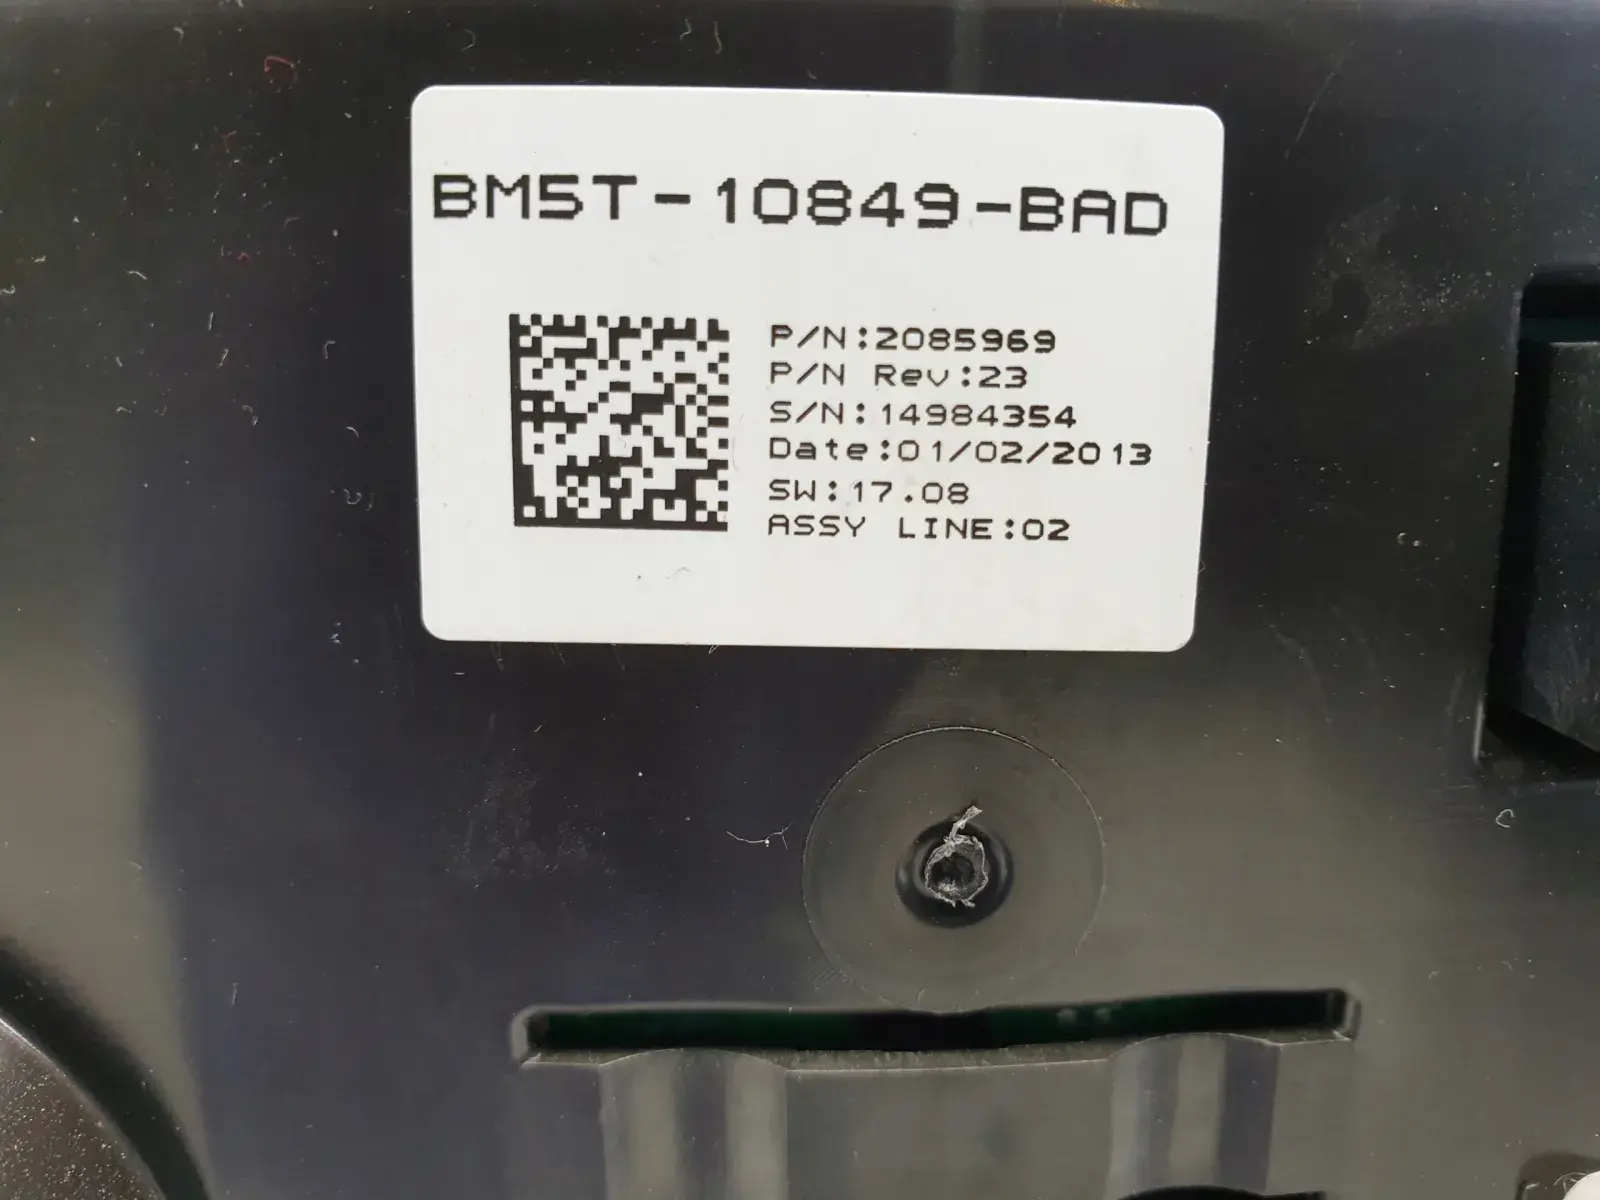 BM5T-10849-BAD
P/N:2085969
P/N Rev:23
S/N:14984354
Date:01/02/2013
SW:17.08
ASSY LINE:02